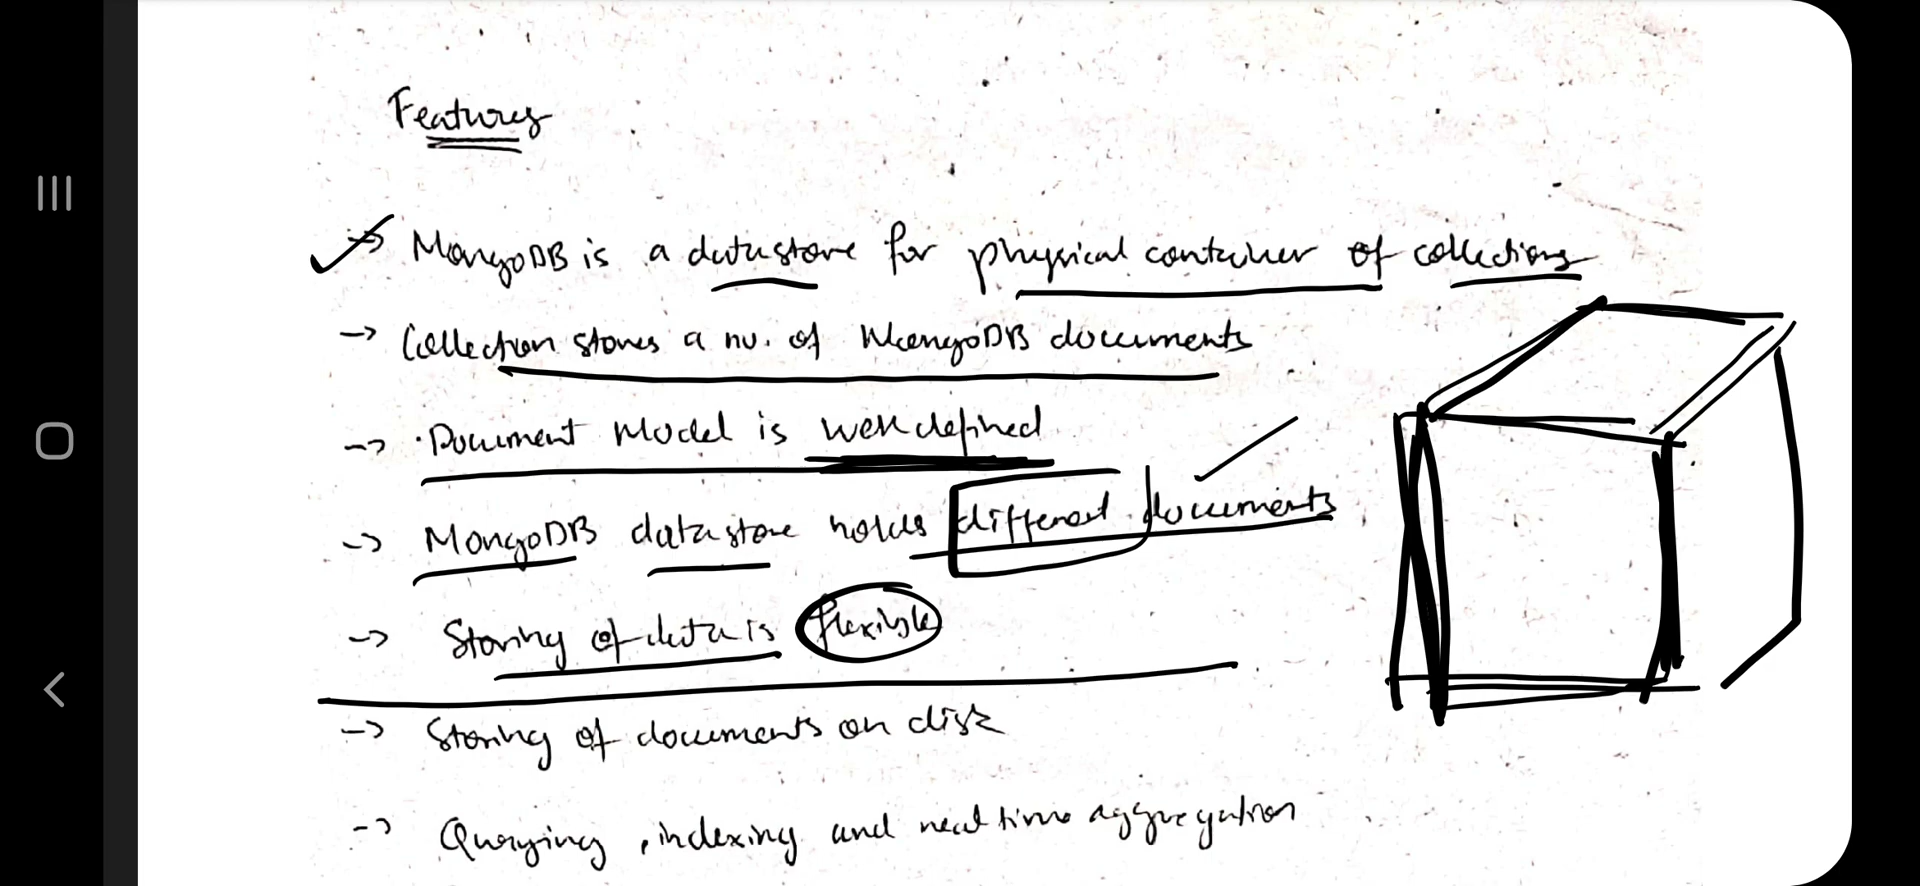 Features
-> MongoDB is a datastore for physical container of collections
-> Collection stores a no. of MongoDB documents
-> Document Model is well defined
-> MongoDB datastore holds different documents
-> Storing of data is flexible
-> Storing of documents on disk
-> Querying, indexing and real time aggregation